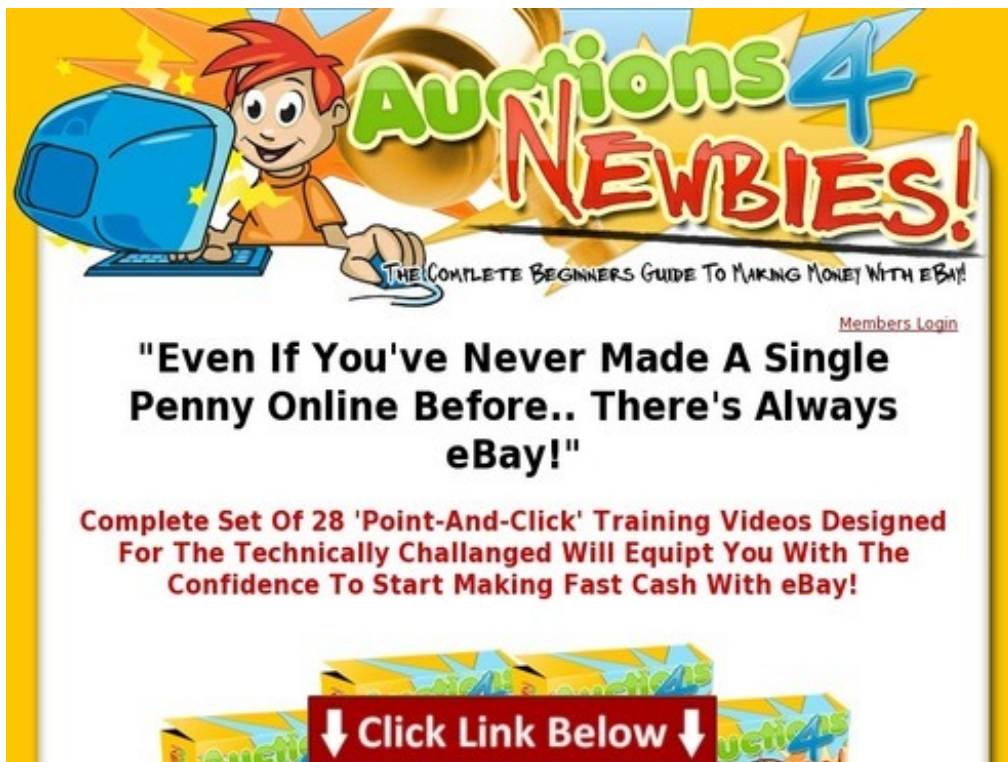 Auctions 4
Newbies!
The Complete Beginners Guide To Making Money With eBay!
Members Login
"Even If You've Never Made A Single
Penny Online Before.. There's Always
eBay!"
Complete Set Of 28 'Point-And-Click' Training Videos Designed
For The Technically Challanged Will Equipt You With The
Confidence To Start Making Fast Cash With eBay!
Click Link Below